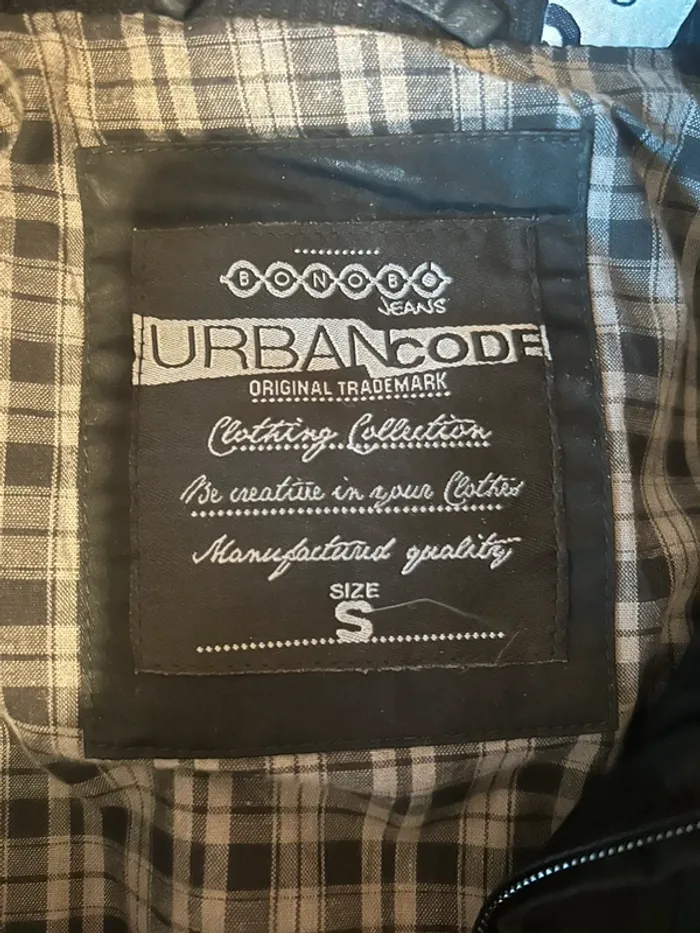 BONOBO
JEANS
URBANCODE
ORIGINAL TRADEMARK
Clothing Collection
Be creative in your Clothes
Manufactured quality
SIZE
S